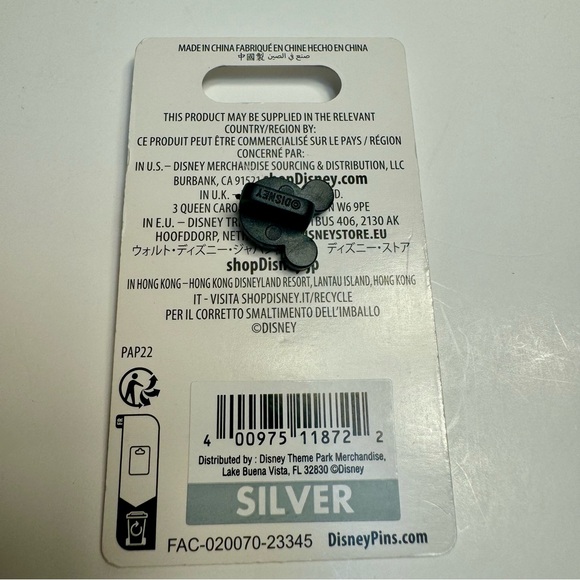 MADE IN CHINA FABRIQUÉ EN CHINE HECHO EN CHINA
中國製 صنع في الصين
THIS PRODUCT MAY BE SUPPLIED IN THE RELEVANT
COUNTRY/REGION BY:
CE PRODUIT PEUT ÊTRE COMMERCIALISÉ SUR LE PAYS / RÉGION
CONCERNÉ PAR:
IN U.S. – DISNEY MERCHANDISE SOURCING & DISTRIBUTION, LLC
BURBANK, CA 9152 shopDisney.com
IN U.K. D.
3 QUEEN CARO N W6 9PE
©DISNEY
IN E.U. – DISNEY TR BUS 406, 2130 AK
HOOFDDORP, NET ISNEYSTORE.EU
ウォルト・ディズニー・ジャパ ディズニー・ストア
shopDisney.jp
IN HONG KONG – HONG KONG DISNEYLAND RESORT, LANTAU ISLAND, HONG KONG
IT - VISITA SHOPDISNEY.IT/RECYCLE
PER IL CORRETTO SMALTIMENTO DELL'IMBALLO
©DISNEY
PAP22
FR
4 00975 11872 2
Distributed by : Disney Theme Park Merchandise,
Lake Buena Vista, FL 32830 ©Disney
SILVER
FAC-020070-23345 DisneyPins.com